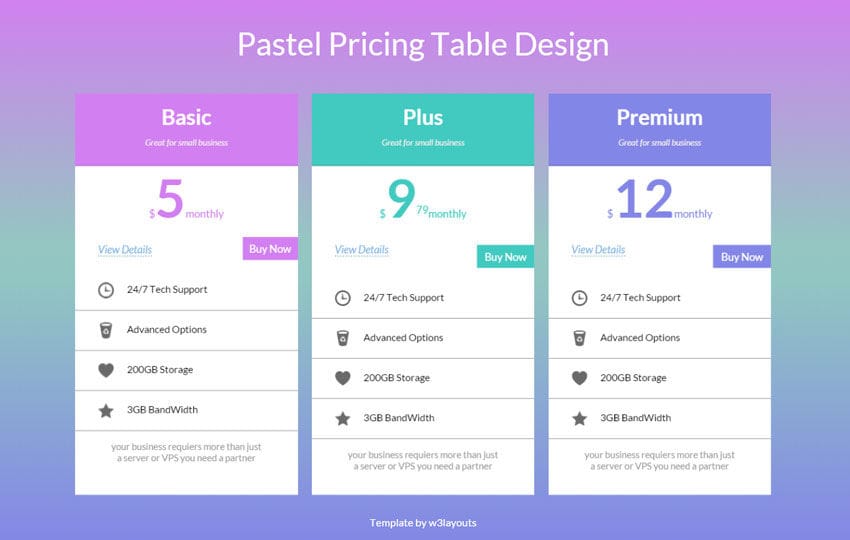 Pastel Pricing Table Design
Basic
Great for small business
$5 monthly
View Details
Buy Now
24/7 Tech Support
Advanced Options
200GB Storage
3GB BandWidth
your business requiers more than just
a server or VPS you need a partner
Plus
Great for small business
$9 79 monthly
View Details
Buy Now
24/7 Tech Support
Advanced Options
200GB Storage
3GB BandWidth
your business requiers more than just
a server or VPS you need a partner
Premium
Great for small business
$12 monthly
View Details
Buy Now
24/7 Tech Support
Advanced Options
200GB Storage
3GB BandWidth
your business requiers more than just
a server or VPS you need a partner
Template by w3layouts